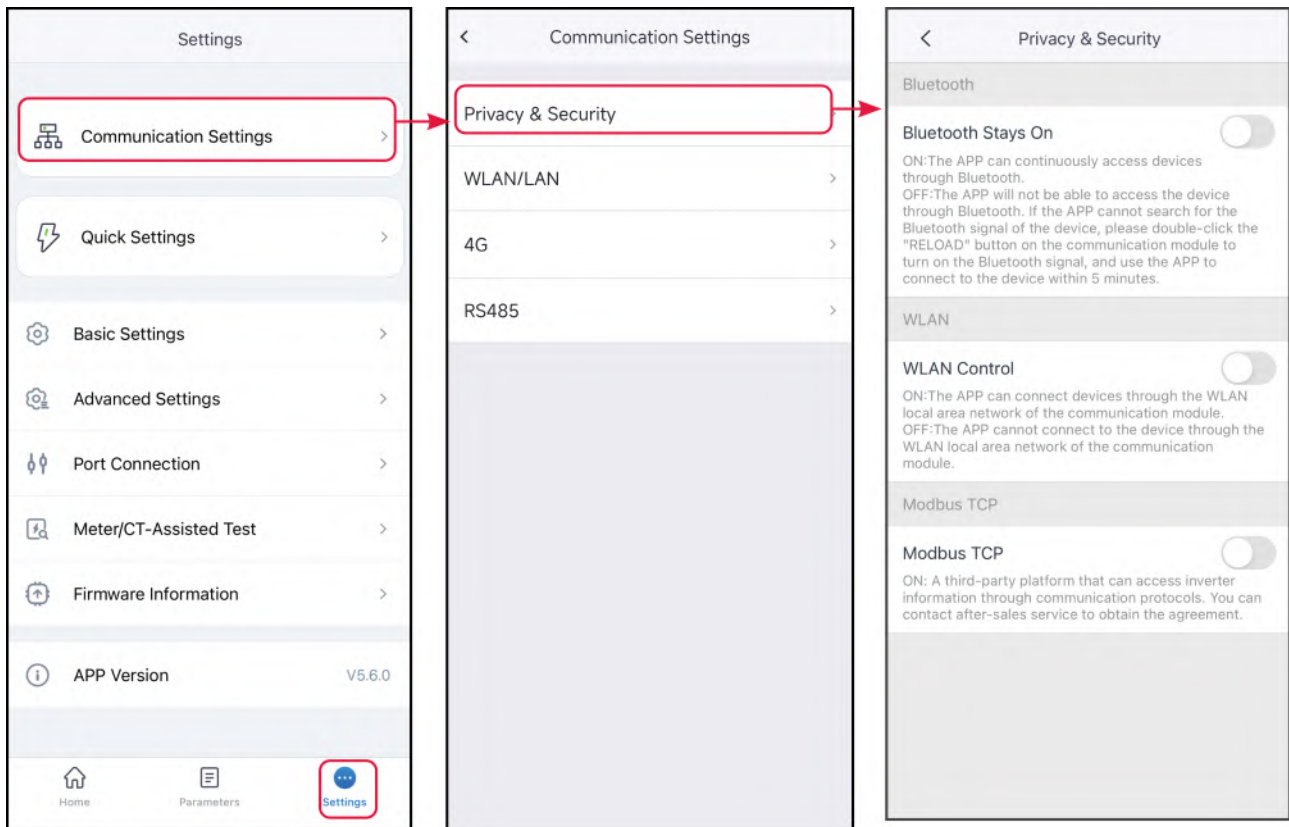 Settings
Communication Settings
Quick Settings
Basic Settings
Advanced Settings
Port Connection
Meter/CT-Assisted Test
Firmware Information
APP Version V5.6.0
Home Parameters Settings
Communication Settings
Privacy & Security
WLAN/LAN
4G
RS485
Privacy & Security
Bluetooth
Bluetooth Stays On
ON:The APP can continuously access devices
through Bluetooth.
OFF:The APP will not be able to access the device
through Bluetooth. If the APP cannot search for the
Bluetooth signal of the device, please double-click the
"RELOAD" button on the communication module to
turn on the Bluetooth signal, and use the APP to
connect to the device within 5 minutes.
WLAN
WLAN Control
ON:The APP can connect devices through the WLAN
local area network of the communication module.
OFF:The APP cannot connect to the device through the
WLAN local area network of the communication
module.
Modbus TCP
Modbus TCP
ON: A third-party platform that can access inverter
information through communication protocols. You can
contact after-sales service to obtain the agreement.